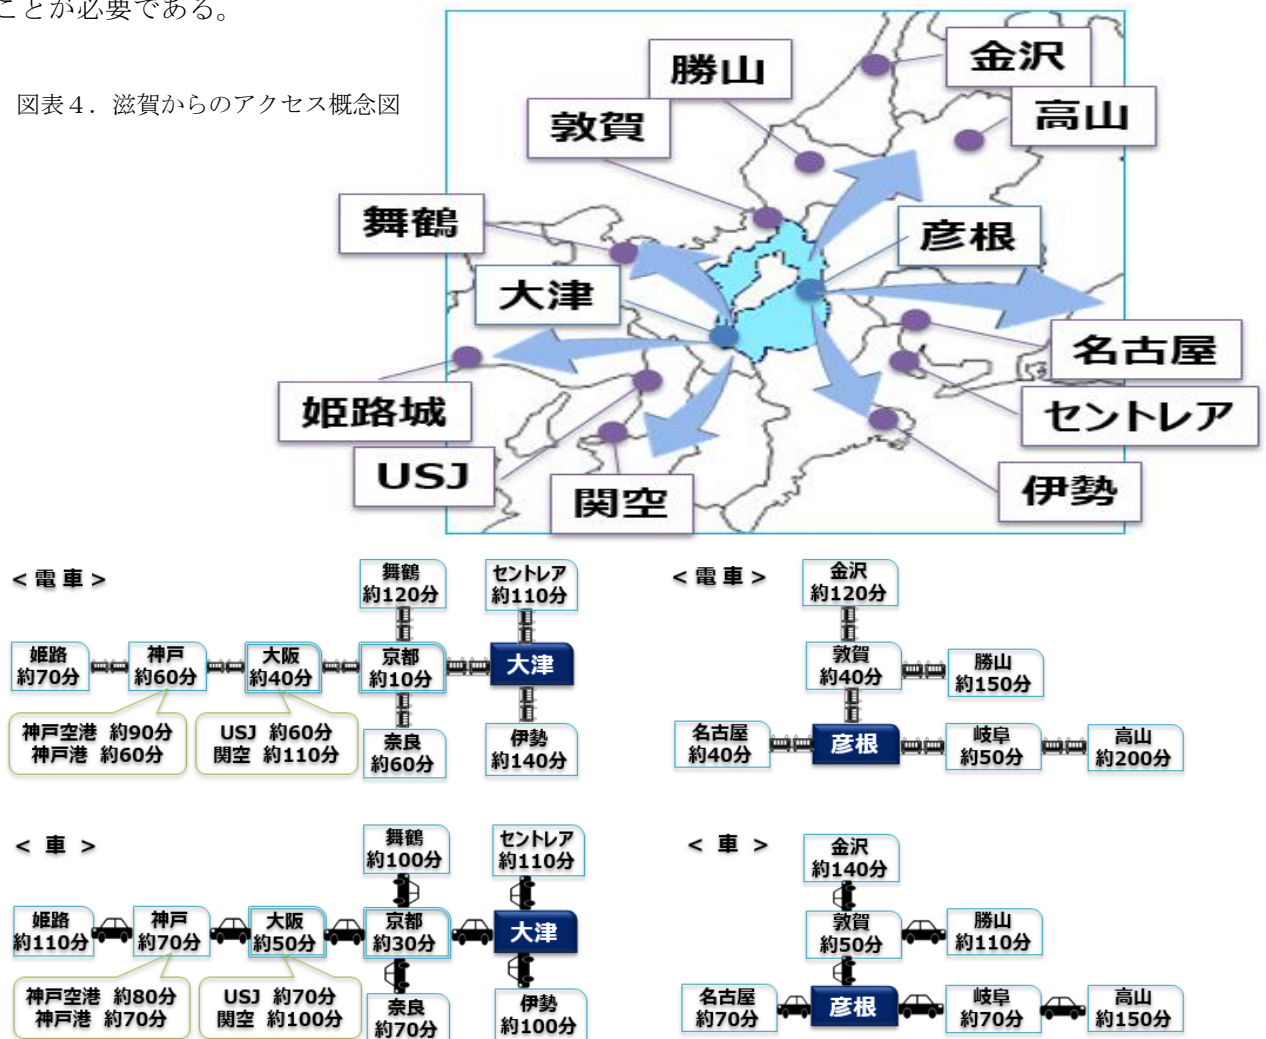 ことが必要である。
図表４．滋賀からのアクセス概念図
金沢
勝山
高山
敦賀
舞鶴
彦根
大津
名古屋
姫路城
セントレア
USJ
関空
伊勢
<電車>
舞鶴
約120分
セントレア
約110分
姫路
約70分
神戸
約60分
大阪
約40分
京都
約10分
大津
神戸空港 約90分
神戸港 約60分
USJ 約60分
関空 約110分
奈良
約60分
伊勢
約140分
<電車>
金沢
約120分
敦賀
約40分
勝山
約150分
名古屋
約40分
彦根
岐阜
約50分
高山
約200分
< 車 >
舞鶴
約100分
セントレア
約110分
姫路
約110分
神戸
約70分
大阪
約50分
京都
約30分
大津
神戸空港 約80分
神戸港 約70分
USJ 約70分
関空 約100分
奈良
約70分
伊勢
約100分
< 車 >
金沢
約140分
敦賀
約50分
勝山
約110分
名古屋
約70分
彦根
岐阜
約70分
高山
約150分